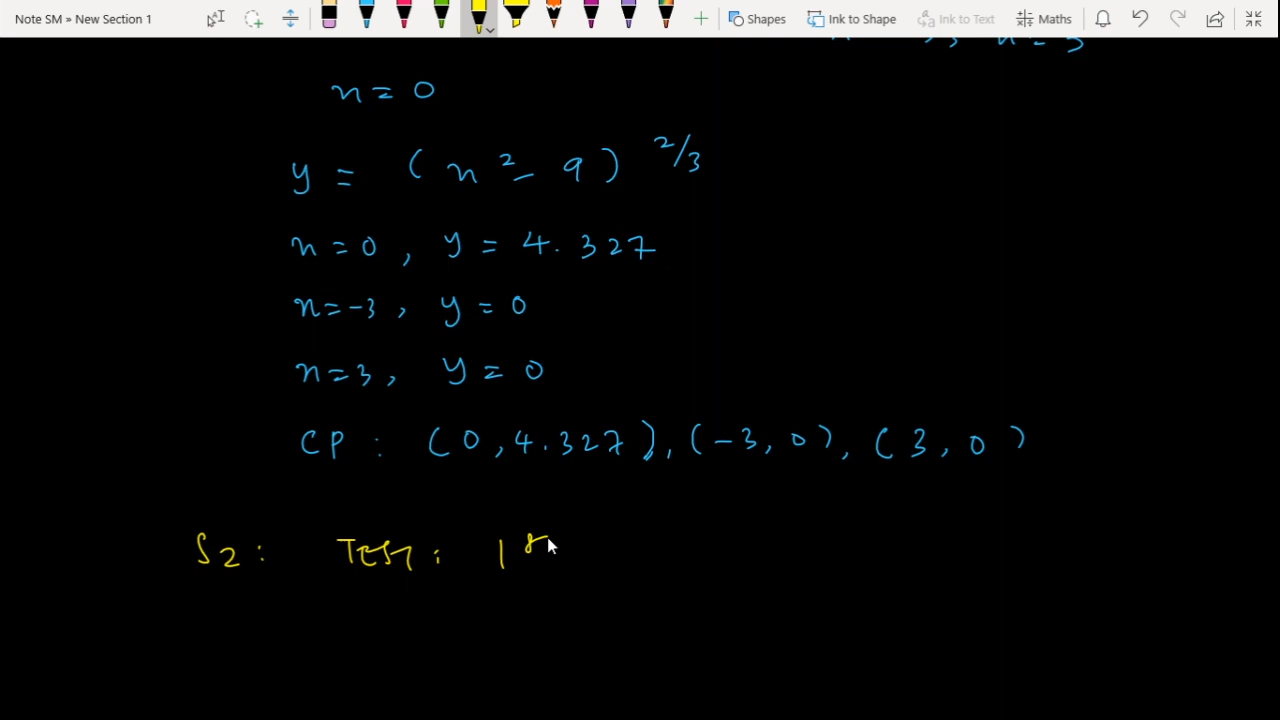 Note SM » New Section 1 Shapes Ink to Shape Ink to Text Maths
x = 0
y = (x² - 9)^2/3
x = 0, y = 4.327
x = -3, y = 0
x = 3, y = 0
CP : (0, 4.327), (-3, 0), (3, 0)
S2 : TEST : 1